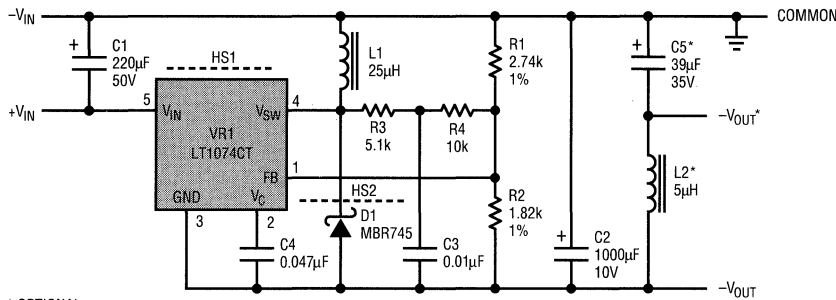 −VIN
COMMON
+
C1
220µF
50V
HS1
L1
25µH
R1
2.74k
1%
+
C5*
39µF
35V
+VIN
5
VIN
VSW
4
VR1
LT1074CT
R3
5.1k
R4
10k
−VOUT*
FB
1
GND
VC
3
2
HS2
D1
MBR745
R2
1.82k
1%
L2*
5µH
C4
0.047µF
C3
0.01µF
+
C2
1000µF
10V
−VOUT